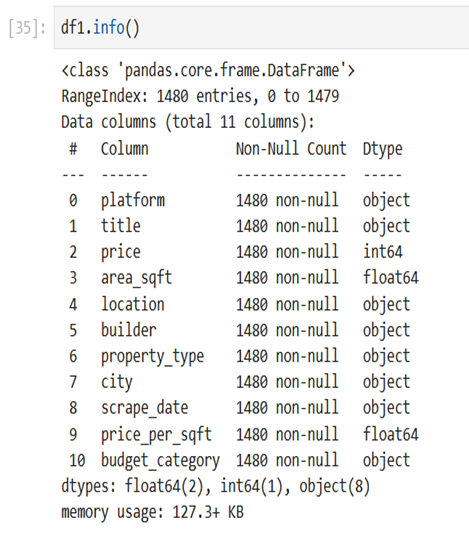 [35]: df1.info()
<class 'pandas.core.frame.DataFrame'>
RangeIndex: 1480 entries, 0 to 1479
Data columns (total 11 columns):
 #   Column           Non-Null Count  Dtype
---  ------           --------------  -----
 0   platform         1480 non-null   object
 1   title            1480 non-null   object
 2   price            1480 non-null   int64
 3   area_sqft        1480 non-null   float64
 4   location         1480 non-null   object
 5   builder          1480 non-null   object
 6   property_type    1480 non-null   object
 7   city             1480 non-null   object
 8   scrape_date      1480 non-null   object
 9   price_per_sqft   1480 non-null   float64
 10  budget_category  1480 non-null   object
dtypes: float64(2), int64(1), object(8)
memory usage: 127.3+ KB